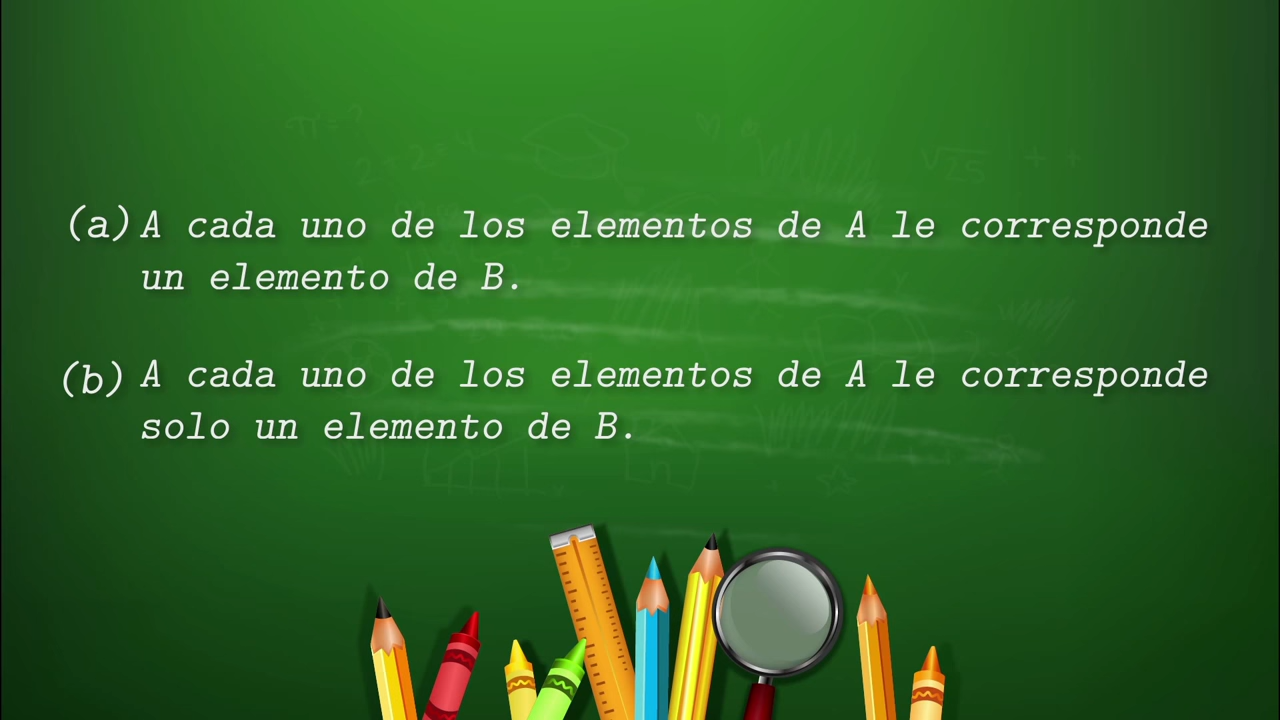 (a) A cada uno de los elementos de A le corresponde
un elemento de B.
(b) A cada uno de los elementos de A le corresponde
solo un elemento de B.